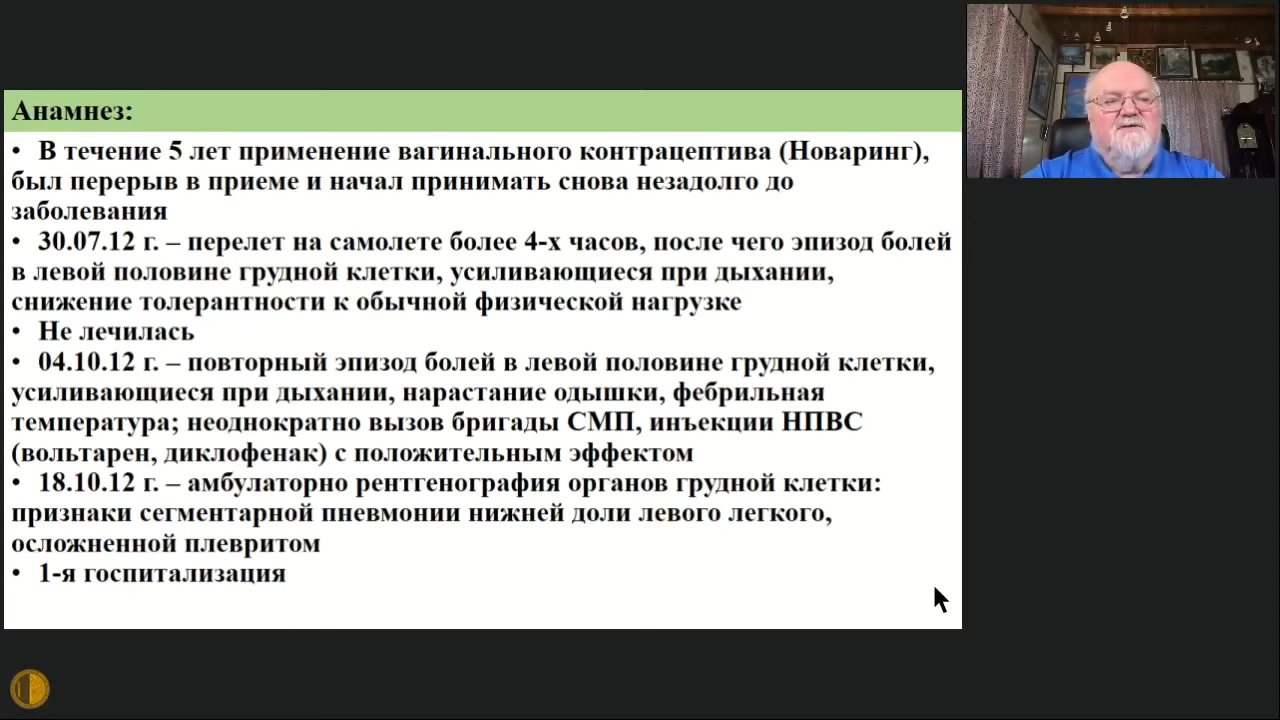 Анамнез:
• В течение 5 лет применение вагинального контрацептива (Новаринг),
был перерыв в приеме и начал принимать снова незадолго до
заболевания
• 30.07.12 г. – перелет на самолете более 4-х часов, после чего эпизод болей
в левой половине грудной клетки, усиливающиеся при дыхании,
снижение толерантности к обычной физической нагрузке
• Не лечилась
• 04.10.12 г. – повторный эпизод болей в левой половине грудной клетки,
усиливающиеся при дыхании, нарастание одышки, фебрильная
температура; неоднократно вызов бригады СМП, инъекции НПВС
(вольтарен, диклофенак) с положительным эффектом
• 18.10.12 г. – амбулаторно рентгенография органов грудной клетки:
признаки сегментарной пневмонии нижней доли левого легкого,
осложненной плевритом
• 1-я госпитализация